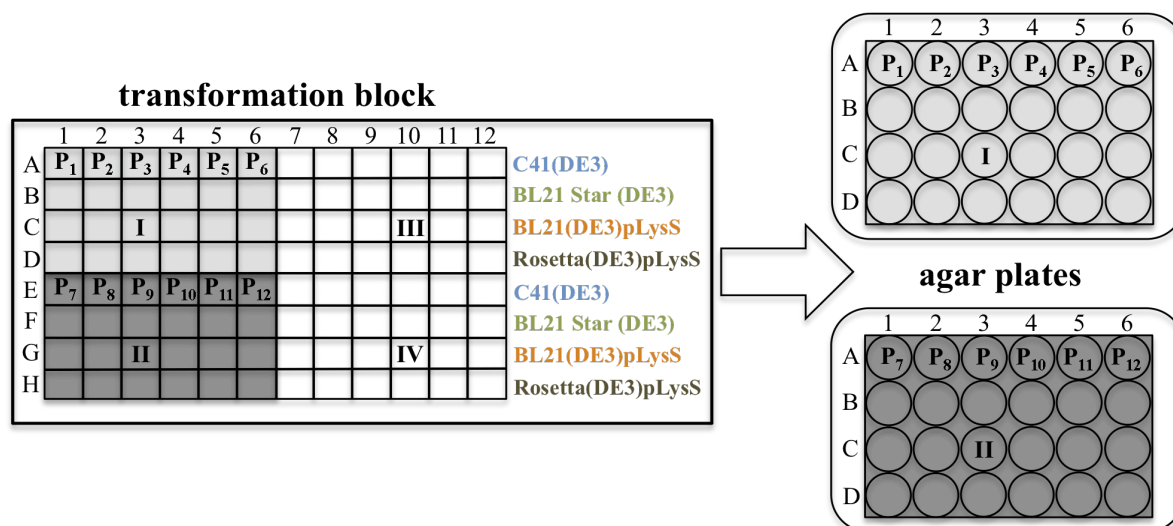 transformation block
1 2 3 4 5 6 7 8 9 10 11 12
A P1 P2 P3 P4 P5 P6 C41(DE3)
B BL21 Star (DE3)
C I III BL21(DE3)pLysS
D Rosetta(DE3)pLysS
E P7 P8 P9 P10 P11 P12 C41(DE3)
F BL21 Star (DE3)
G II IV BL21(DE3)pLysS
H Rosetta(DE3)pLysS
1 2 3 4 5 6
A P1 P2 P3 P4 P5 P6
B
C I
D
agar plates
1 2 3 4 5 6
A P7 P8 P9 P10 P11 P12
B
C II
D